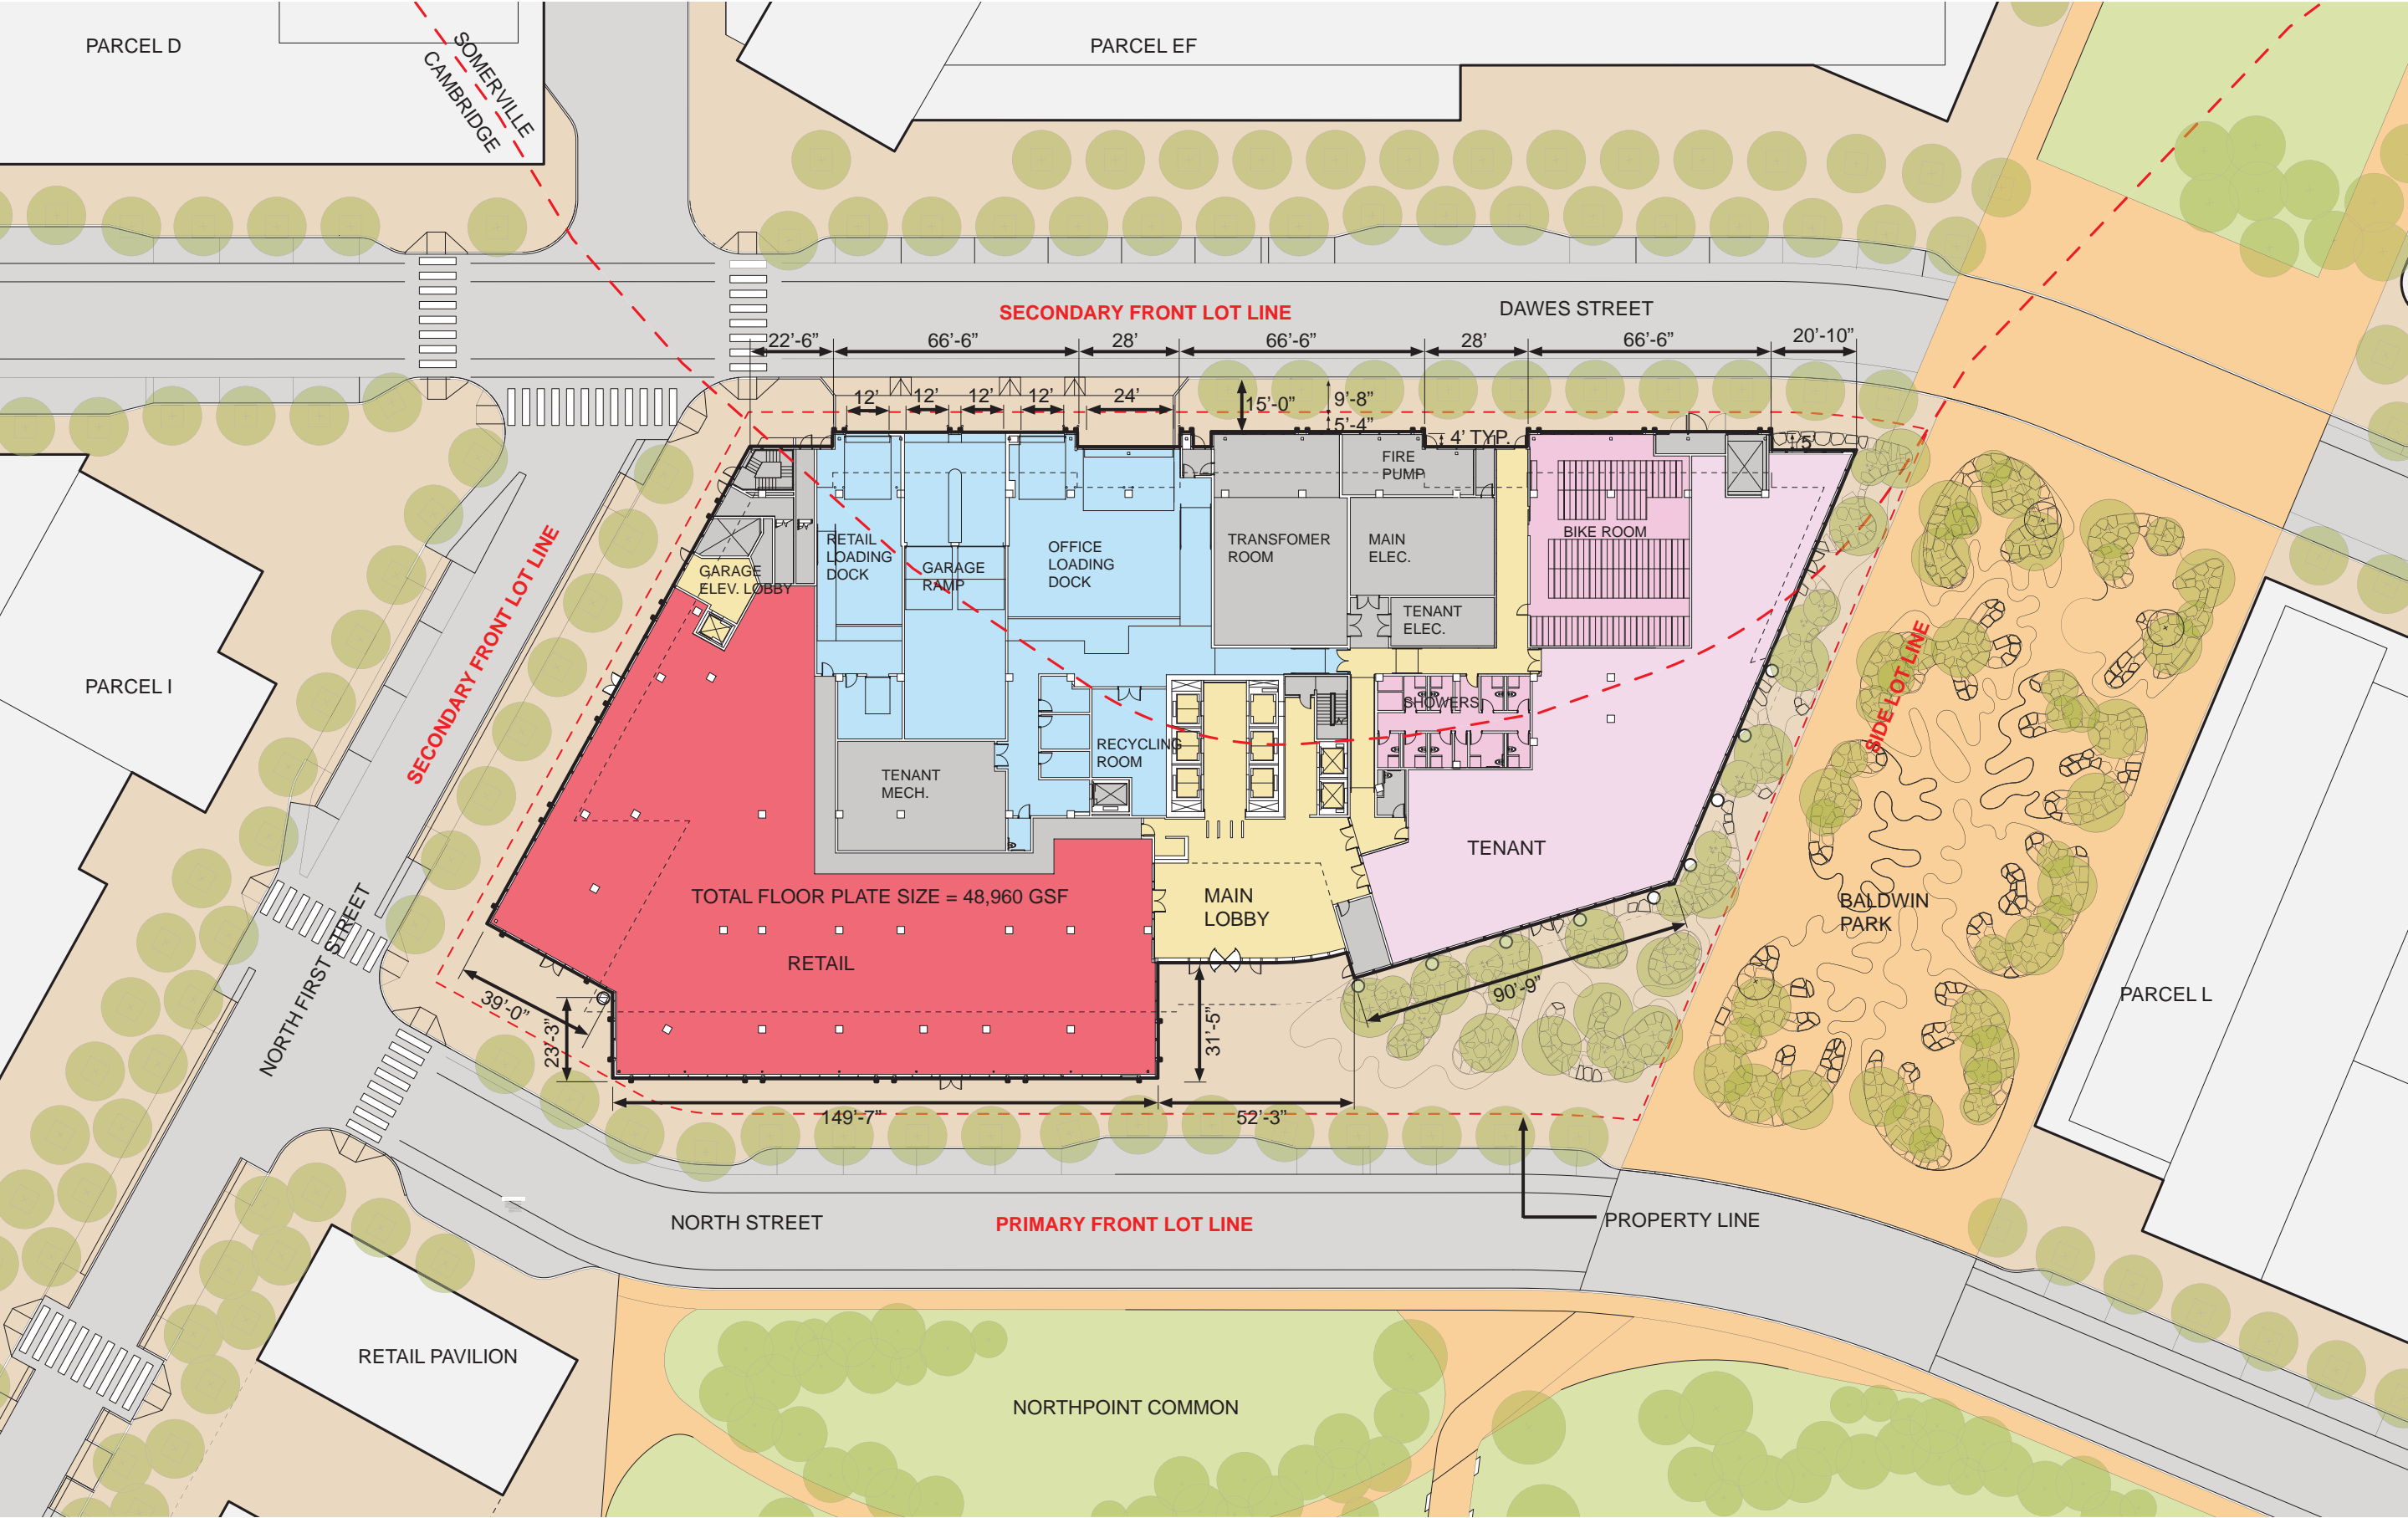 PARCEL D
SOMERVILLE
CAMBRIDGE
PARCEL EF
SECONDARY FRONT LOT LINE
DAWES STREET
22’-6”
66’-6”
28’
66’-6”
28’
66’-6”
20’-10”
12’
12’
12’
12’
24’
15’-0”
9’-8”
5’-4”
4’ TYP.
5’
FIRE
PUMP
RETAIL
LOADING
DOCK
GARAGE
RAMP
OFFICE
LOADING
DOCK
TRANSFOMER
ROOM
MAIN
ELEC.
BIKE ROOM
GARAGE
ELEV. LOBBY
TENANT
ELEC.
SECONDARY FRONT LOT LINE
SIDE LOT LINE
PARCEL I
SHOWERS
RECYCLING
ROOM
TENANT
MECH.
TENANT
TOTAL FLOOR PLATE SIZE = 48,960 GSF
MAIN
LOBBY
BALDWIN
PARK
RETAIL
NORTH FIRST STREET
PARCEL L
39’-0”
23’-3”
31’-5”
90’-9”
149’-7”
52’-3”
NORTH STREET
PRIMARY FRONT LOT LINE
PROPERTY LINE
RETAIL PAVILION
NORTHPOINT COMMON